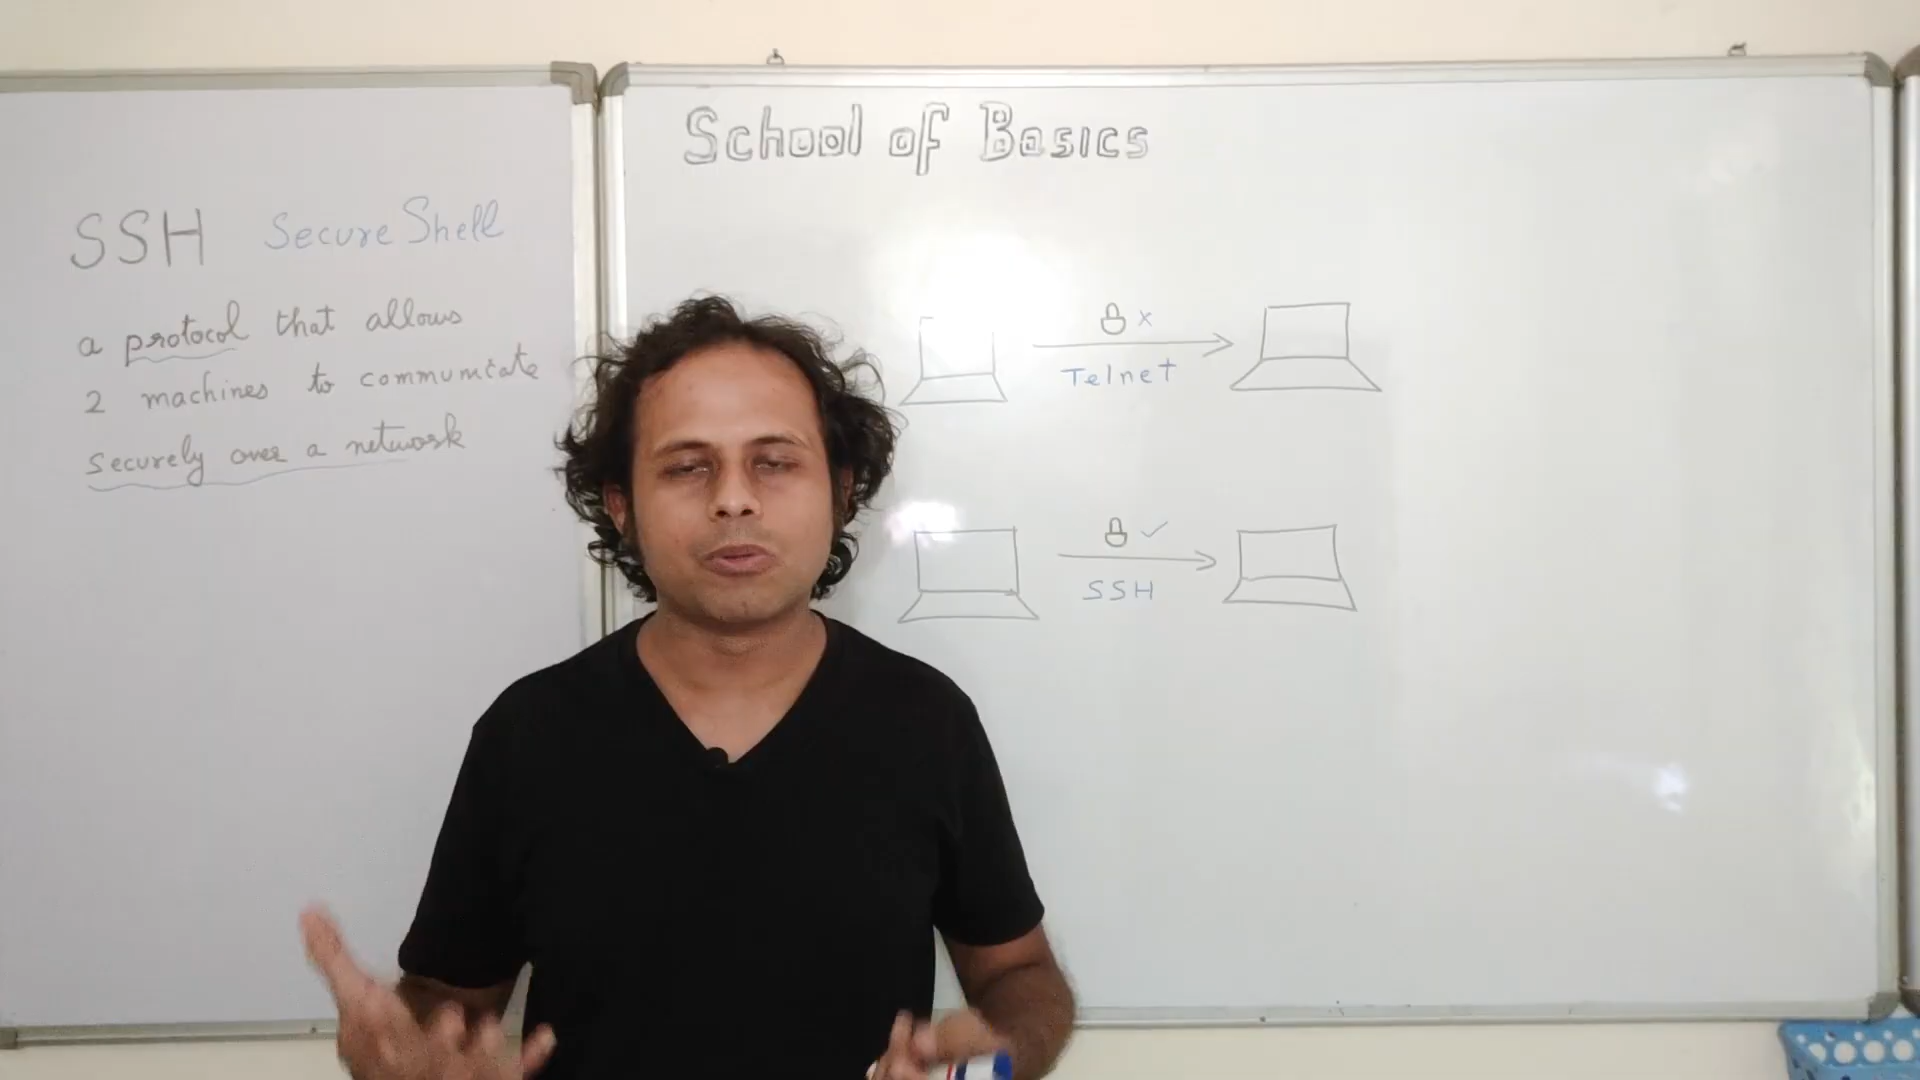 School of Basics
SSH Secure Shell
a protocol that allows
2 machines to communicate
securely over a network
x
Telnet
✓
SSH